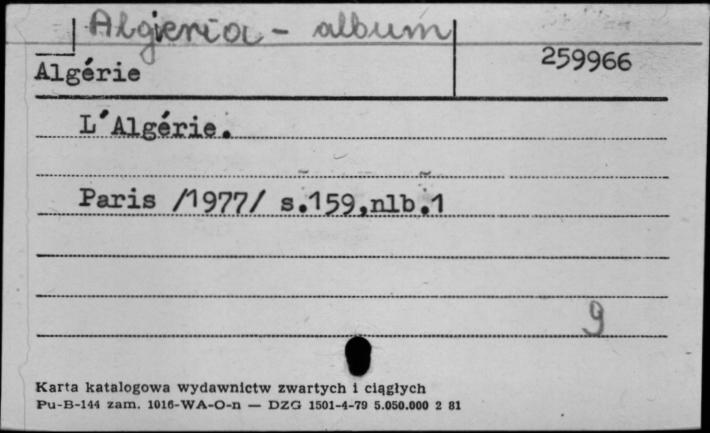 Algieria - album
Algérie 259966
L'Algérie.
Paris /1977/ s.159,nlb.1
9
Karta katalogowa wydawnictw zwartych i ciągłych
Pu-B-144 zam. 1016-WA-O-n — DZG 1501-4-79 5.050.000 2 81